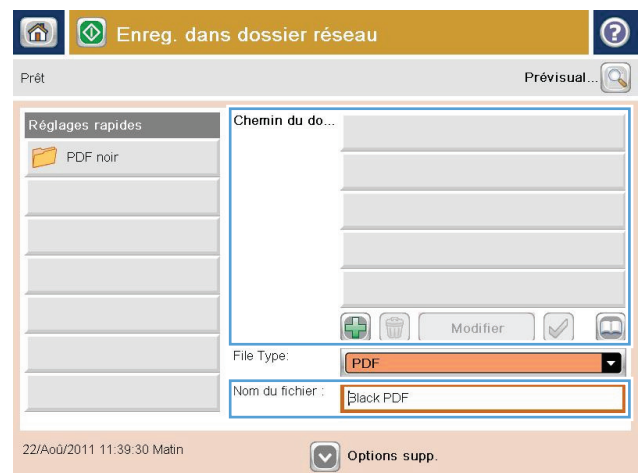 Enreg. dans dossier réseau
Prêt
Prévisual...
Réglages rapides
PDF noir
Chemin du do...
Modifier
File Type:
PDF
Nom du fichier :
Black PDF
22/Aoû/2011 11:39:30 Matin
Options supp.